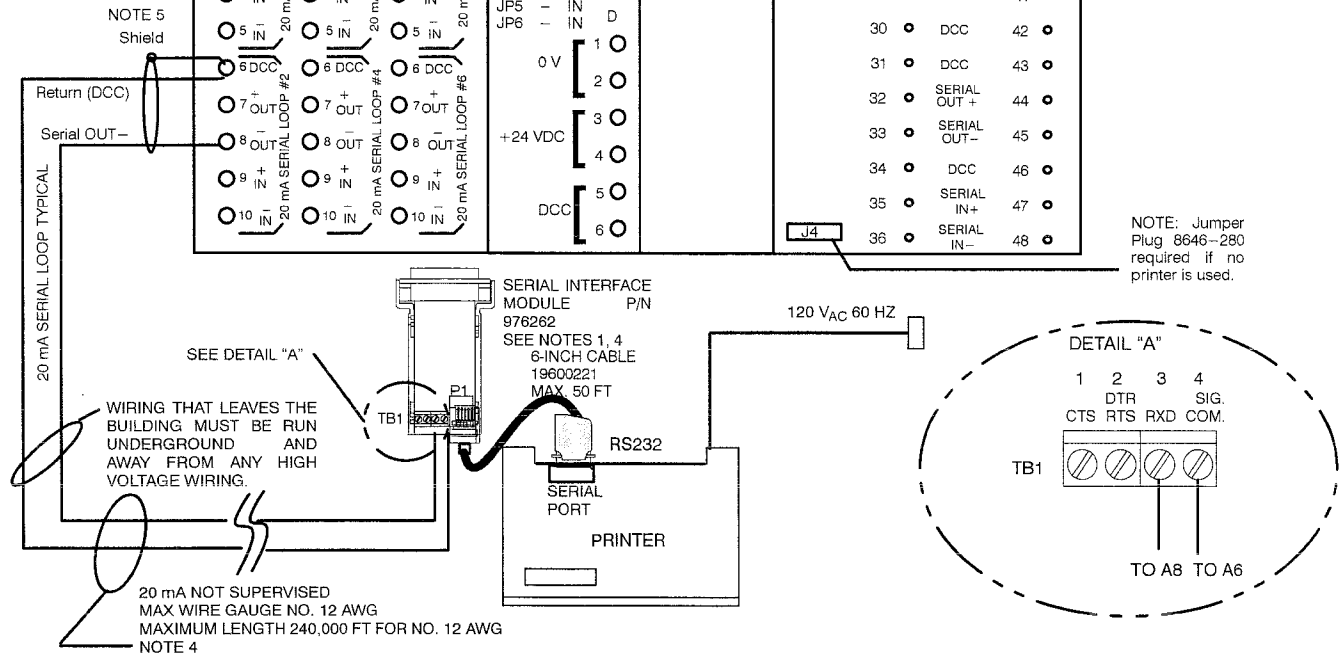 NOTE 5
Shield
Return (DCC)
Serial OUT–
20 mA SERIAL LOOP TYPICAL
IN
5 – IN
6 DCC
7 + OUT
8 – OUT
9 + IN
10 – IN
20 mA SERIAL LOOP #2
IN
5 IN
6 DCC
7 + OUT
8 – OUT
9 + IN
10 – IN
20 mA SERIAL LOOP #4
IN
5 – IN
6 DCC
7 + OUT
8 – OUT
9 + IN
10 – IN
20 mA SERIAL LOOP #6
JP5 – IN
JP6 – IN
D
0 V
1
2
+24 VDC
3
4
DCC
5
6
30 DCC 42
31 DCC 43
32 SERIAL OUT + 44
33 SERIAL OUT– 45
34 DCC 46
35 SERIAL IN+ 47
36 SERIAL IN– 48
J4
NOTE: Jumper
Plug 8646–280
required if no
printer is used.
SERIAL INTERFACE
MODULE P/N
976262
SEE NOTES 1, 4
6-INCH CABLE
19600221
MAX. 50 FT
120 VAC 60 HZ
SEE DETAIL "A"
P1
TB1
RS232
SERIAL
PORT
PRINTER
WIRING THAT LEAVES THE
BUILDING MUST BE RUN
UNDERGROUND AND
AWAY FROM ANY HIGH
VOLTAGE WIRING.
20 mA NOT SUPERVISED
MAX WIRE GAUGE NO. 12 AWG
MAXIMUM LENGTH 240,000 FT FOR NO. 12 AWG
NOTE 4
DETAIL "A"
1 2 3 4
DTR SIG.
CTS RTS RXD COM.
TB1
TO A8 TO A6